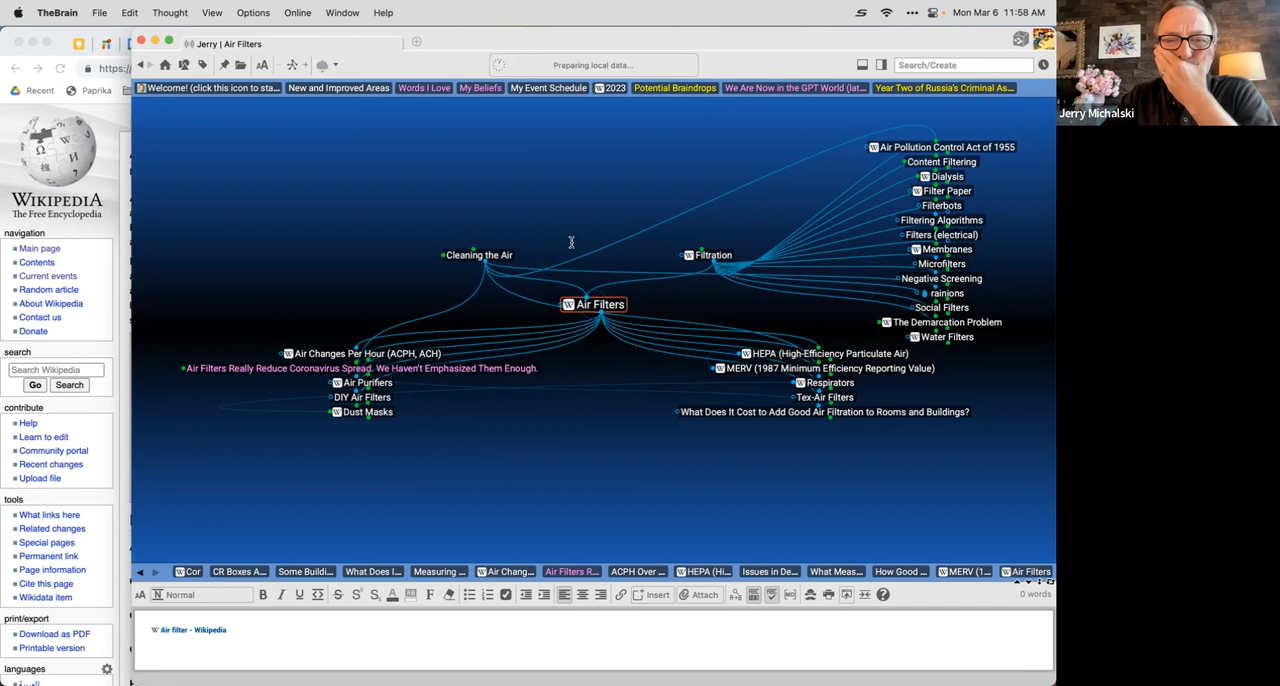 TheBrain File Edit Thought View Options Online Window Help Mon Mar 6 11:58 AM
Jerry | Air Filters
https:/
Preparing local data...
Search/Create
Recent Paprika
Welcome! (click this icon to sta... New and Improved Areas Words I Love My Beliefs My Event Schedule 2023 Potential Braindrops We Are Now in the GPT World (lat... Year Two of Russia's Criminal As...
Jerry Michalski
WIKIPEDIA
The Free Encyclopedia
navigation
Main page
Contents
Current events
Random article
About Wikipedia
Contact us
Donate
search
Search Wikipedia
Go Search
contribute
Help
Learn to edit
Community portal
Recent changes
Upload file
tools
What links here
Related changes
Special pages
Permanent link
Page information
Cite this page
Wikidata item
print/export
Download as PDF
Printable version
languages
Air Pollution Control Act of 1955
Content Filtering
Dialysis
Filter Paper
Filterbots
Filtering Algorithms
Filters (electrical)
Membranes
Microfilters
Negative Screening
rainions
Social Filters
The Demarcation Problem
Water Filters
Cleaning the Air
Filtration
Air Filters
Air Changes Per Hour (ACPH, ACH)
Air Filters Really Reduce Coronavirus Spread. We Haven't Emphasized Them Enough.
Air Purifiers
DIY Air Filters
Dust Masks
HEPA (High-Efficiency Particulate Air)
MERV (1987 Minimum Efficiency Reporting Value)
Respirators
Tex-Air Filters
What Does It Cost to Add Good Air Filtration to Rooms and Buildings?
Cor CR Boxes A... Some Buildi... What Does I... Measuring ... Air Chang... Air Filters R... ACPH Over ... HEPA (Hi... Issues in De... What Meas... How Good ... MERV (1... Air Filters
Normal Insert Attach 0 words
Air filter - Wikipedia